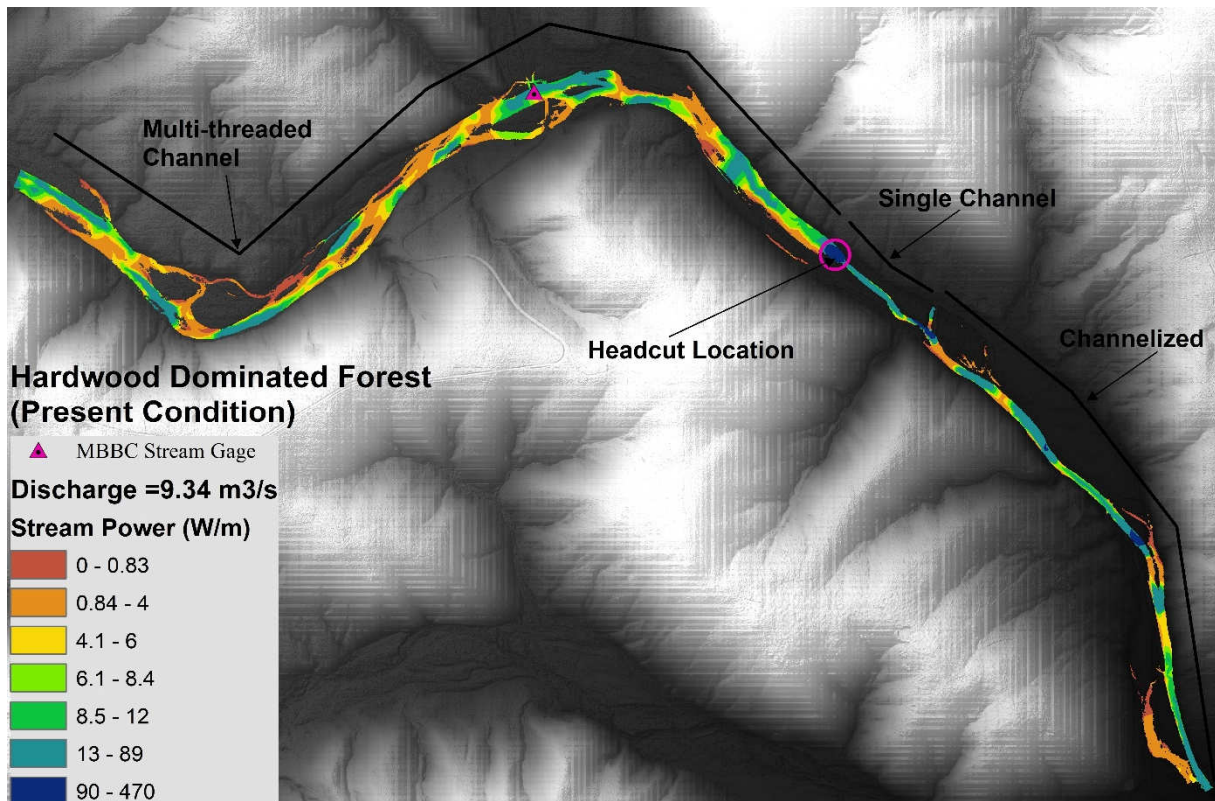 Multi-threaded
Channel
Single Channel
Headcut Location
Channelized
Hardwood Dominated Forest
(Present Condition)
MBBC Stream Gage
Discharge =9.34 m3/s
Stream Power (W/m)
0 - 0.83
0.84 - 4
4.1 - 6
6.1 - 8.4
8.5 - 12
13 - 89
90 - 470